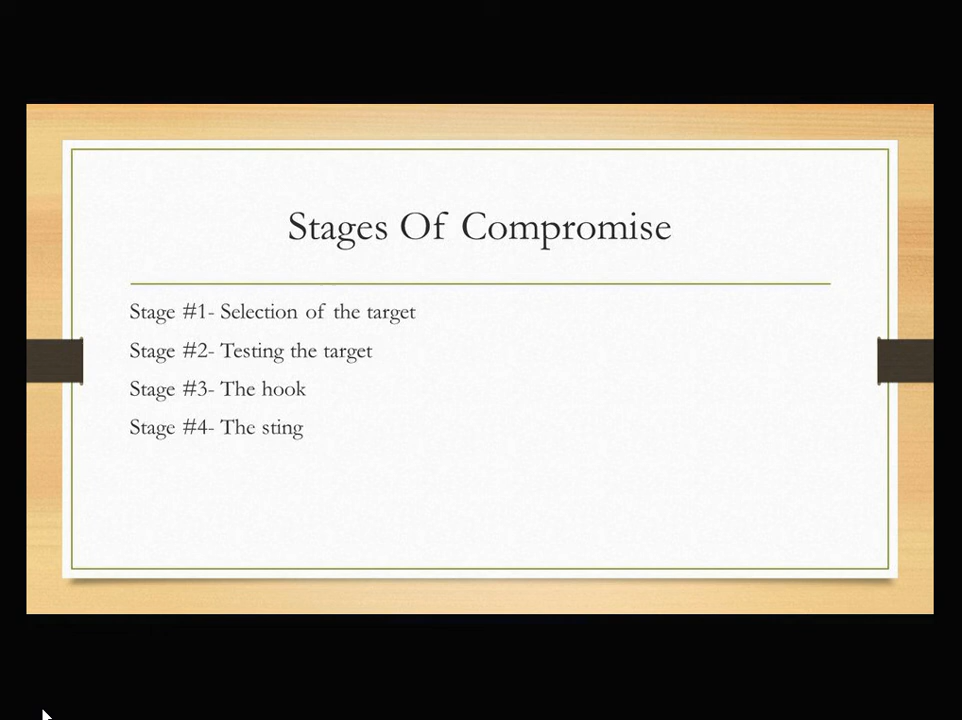 Stages Of Compromise
Stage #1- Selection of the target
Stage #2- Testing the target
Stage #3- The hook
Stage #4- The sting